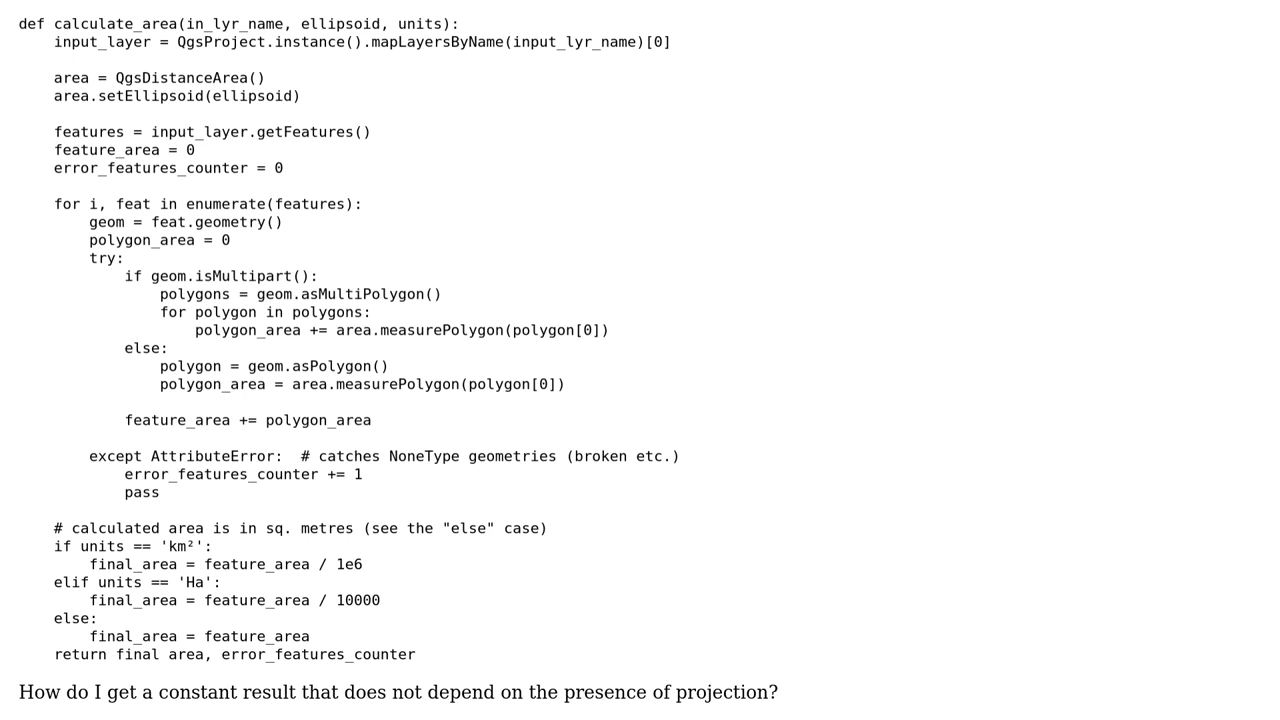 def calculate_area(in_lyr_name, ellipsoid, units):
    input_layer = QgsProject.instance().mapLayersByName(input_lyr_name)[0]

    area = QgsDistanceArea()
    area.setEllipsoid(ellipsoid)

    features = input_layer.getFeatures()
    feature_area = 0
    error_features_counter = 0

    for i, feat in enumerate(features):
        geom = feat.geometry()
        polygon_area = 0
        try:
            if geom.isMultipart():
                polygons = geom.asMultiPolygon()
                for polygon in polygons:
                    polygon_area += area.measurePolygon(polygon[0])
            else:
                polygon = geom.asPolygon()
                polygon_area = area.measurePolygon(polygon[0])

            feature_area += polygon_area

        except AttributeError:  # catches NoneType geometries (broken etc.)
            error_features_counter += 1
            pass

    # calculated area is in sq. metres (see the "else" case)
    if units == 'km²':
        final_area = feature_area / 1e6
    elif units == 'Ha':
        final_area = feature_area / 10000
    else:
        final_area = feature_area
    return final area, error_features_counter
How do I get a constant result that does not depend on the presence of projection?